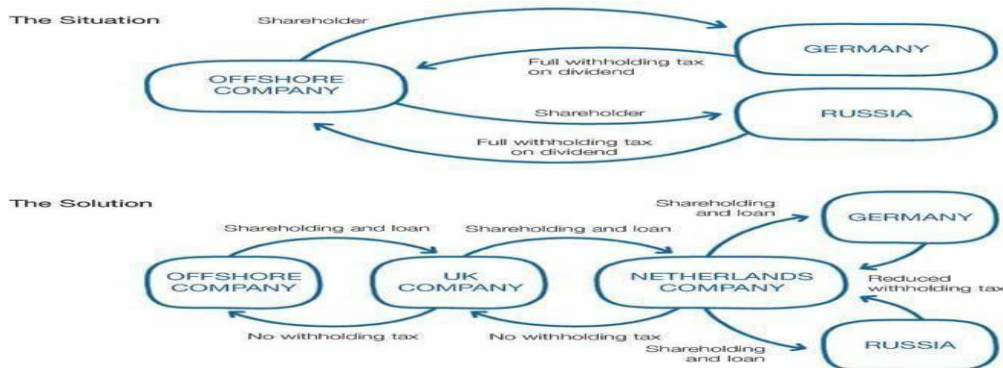 The Situation
Shareholder
GERMANY
Full withholding tax
on dividend
OFFSHORE
COMPANY
Shareholder
RUSSIA
Full withholding tax
on dividend
The Solution
Shareholding
and loan
GERMANY
Shareholding and loan
Shareholding and loan
OFFSHORE
COMPANY
UK
COMPANY
NETHERLANDS
COMPANY
Reduced
withholding tax
No withholding tax
No withholding tax
Shareholding
and loan
RUSSIA